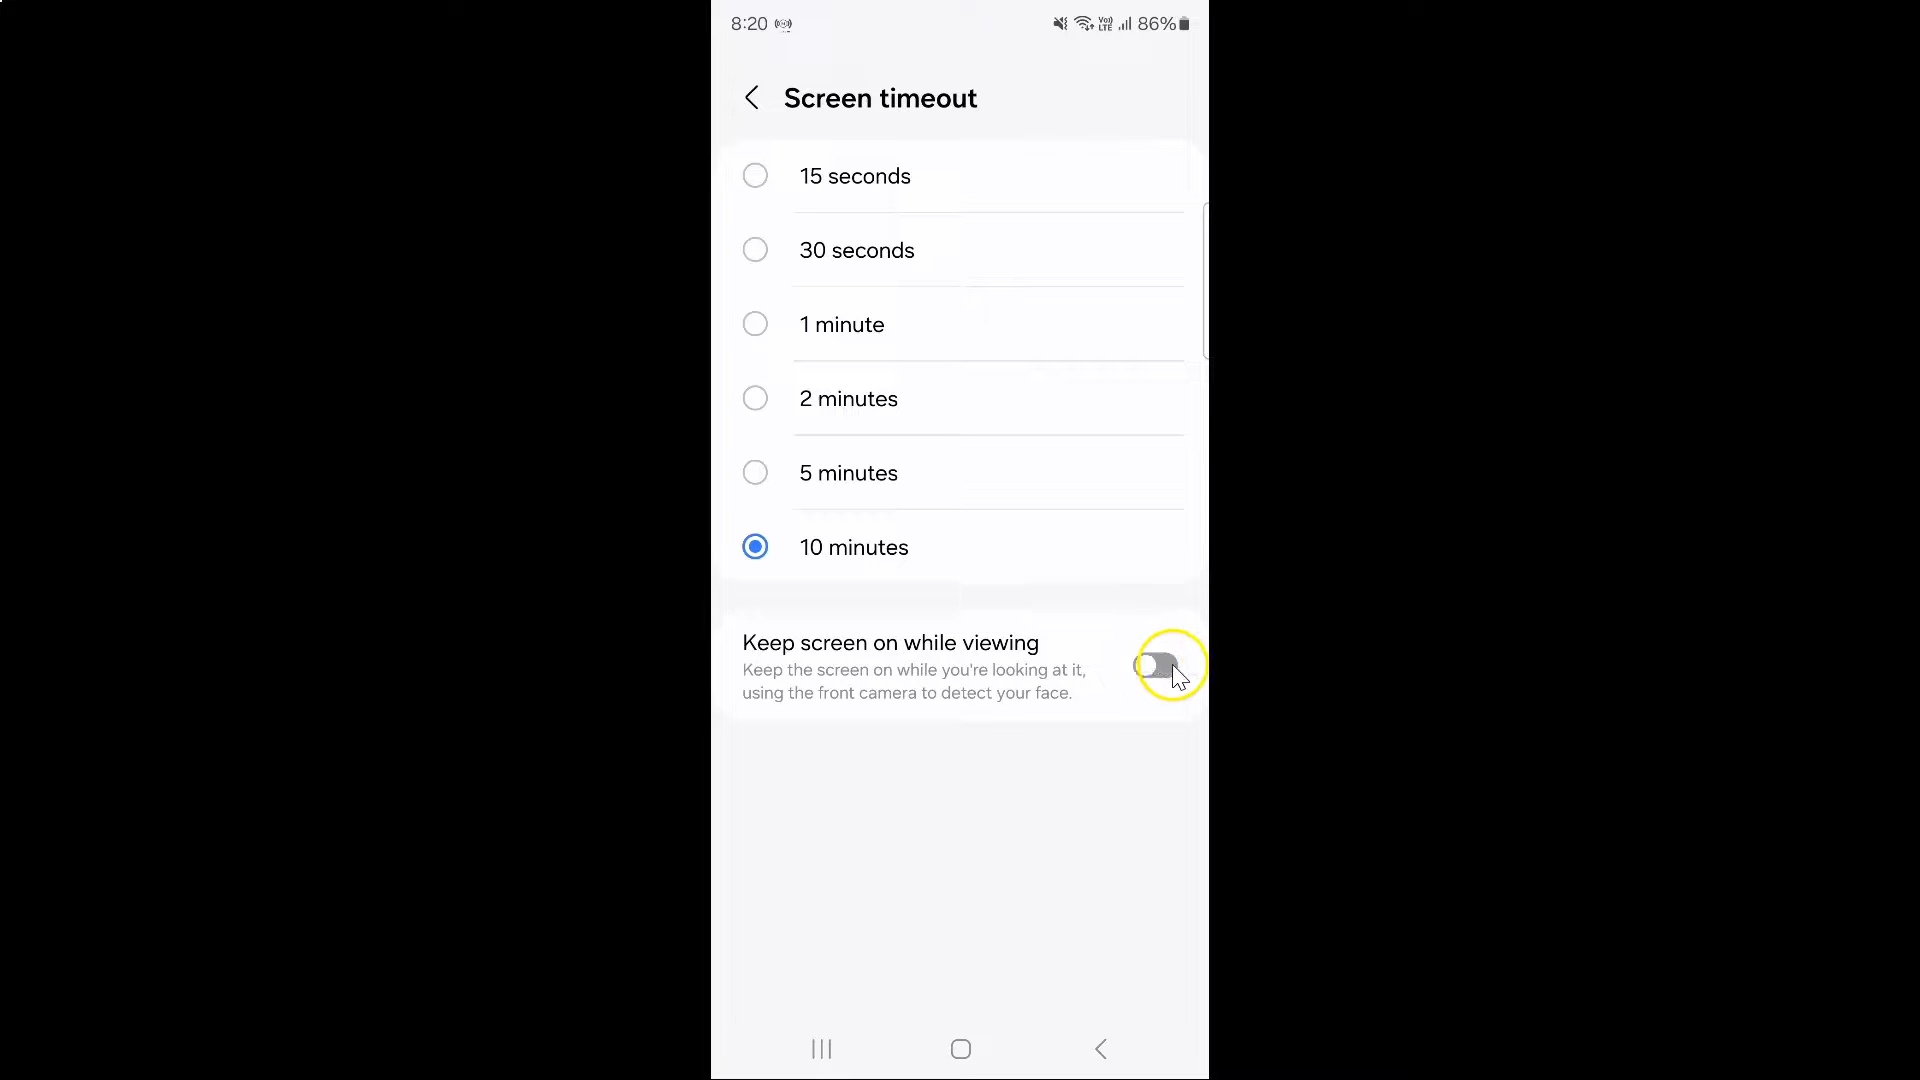 8:20 86%
Screen timeout
15 seconds
30 seconds
1 minute
2 minutes
5 minutes
10 minutes
Keep screen on while viewing
Keep the screen on while you're looking at it,
using the front camera to detect your face.